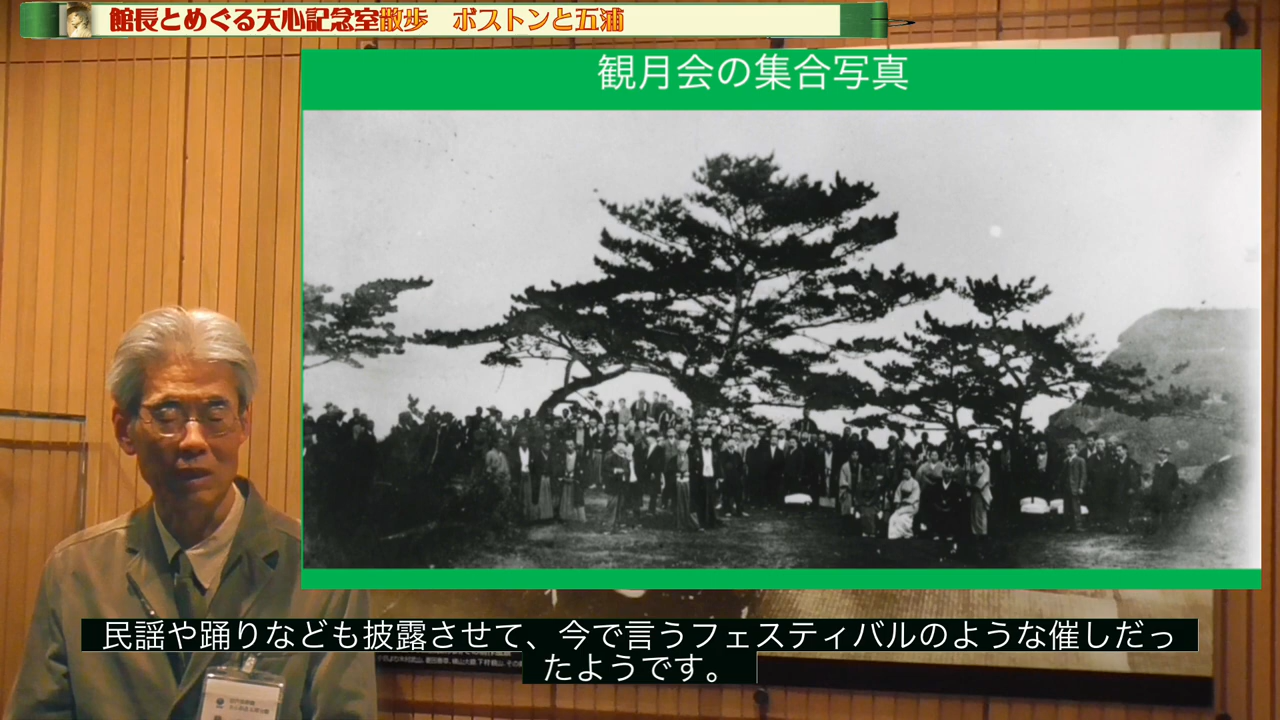 館長とめぐる天心記念室散歩　ボストンと五浦
観月会の集合写真
民謡や踊りなども披露させて、今で言うフェスティバルのような催しだっ
たようです。